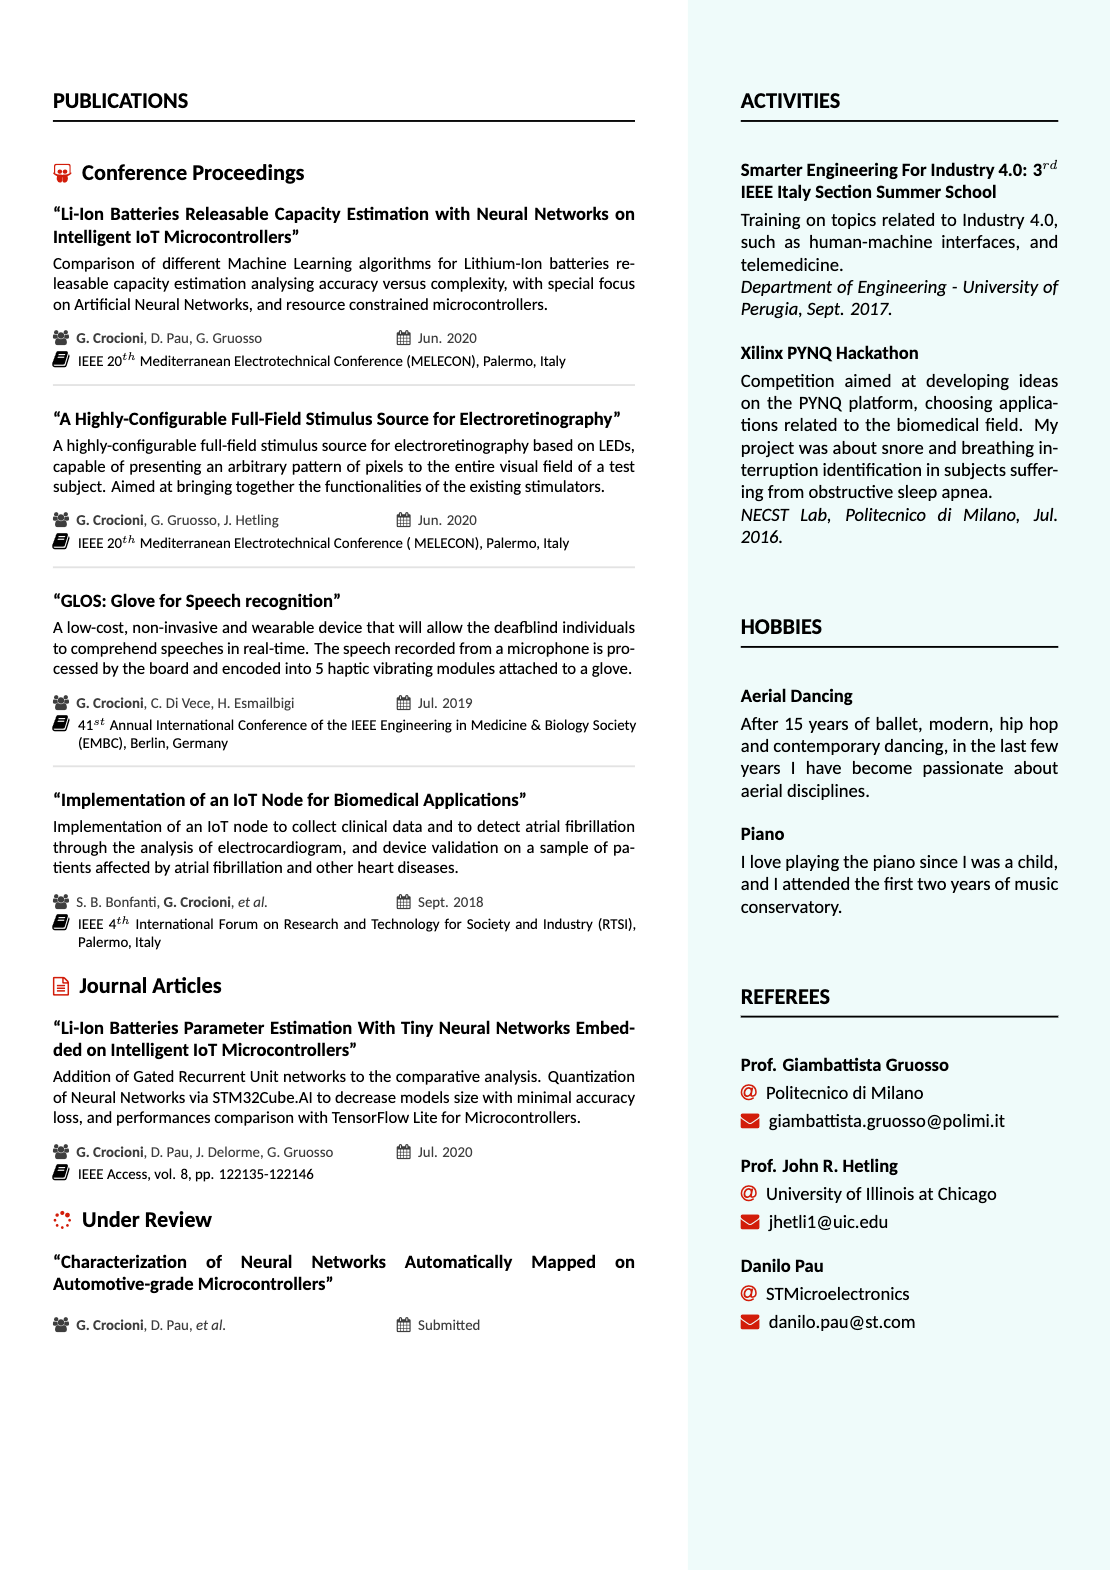 PUBLICATIONS
Conference Proceedings
“Li-Ion Batteries Releasable Capacity Estimation with Neural Networks on
Intelligent IoT Microcontrollers”
Comparison of different Machine Learning algorithms for Lithium-Ion batteries re-
leasable capacity estimation analysing accuracy versus complexity, with special focus
on Artificial Neural Networks, and resource constrained microcontrollers.
G. Crocioni, D. Pau, G. Gruosso Jun. 2020
IEEE 20th Mediterranean Electrotechnical Conference (MELECON), Palermo, Italy
“A Highly-Configurable Full-Field Stimulus Source for Electroretinography”
A highly-configurable full-field stimulus source for electroretinography based on LEDs,
capable of presenting an arbitrary pattern of pixels to the entire visual field of a test
subject. Aimed at bringing together the functionalities of the existing stimulators.
G. Crocioni, G. Gruosso, J. Hetling Jun. 2020
IEEE 20th Mediterranean Electrotechnical Conference ( MELECON), Palermo, Italy
“GLOS: Glove for Speech recognition”
A low-cost, non-invasive and wearable device that will allow the deafblind individuals
to comprehend speeches in real-time. The speech recorded from a microphone is pro-
cessed by the board and encoded into 5 haptic vibrating modules attached to a glove.
G. Crocioni, C. Di Vece, H. Esmailbigi Jul. 2019
41st Annual International Conference of the IEEE Engineering in Medicine & Biology Society
(EMBC), Berlin, Germany
“Implementation of an IoT Node for Biomedical Applications”
Implementation of an IoT node to collect clinical data and to detect atrial fibrillation
through the analysis of electrocardiogram, and device validation on a sample of pa-
tients affected by atrial fibrillation and other heart diseases.
S. B. Bonfanti, G. Crocioni, et al. Sept. 2018
IEEE 4th International Forum on Research and Technology for Society and Industry (RTSI),
Palermo, Italy
Journal Articles
“Li-Ion Batteries Parameter Estimation With Tiny Neural Networks Embed-
ded on Intelligent IoT Microcontrollers”
Addition of Gated Recurrent Unit networks to the comparative analysis. Quantization
of Neural Networks via STM32Cube.AI to decrease models size with minimal accuracy
loss, and performances comparison with TensorFlow Lite for Microcontrollers.
G. Crocioni, D. Pau, J. Delorme, G. Gruosso Jul. 2020
IEEE Access, vol. 8, pp. 122135-122146
Under Review
“Characterization of Neural Networks Automatically Mapped on
Automotive-grade Microcontrollers”
G. Crocioni, D. Pau, et al. Submitted
ACTIVITIES
Smarter Engineering For Industry 4.0: 3rd
IEEE Italy Section Summer School
Training on topics related to Industry 4.0,
such as human-machine interfaces, and
telemedicine.
Department of Engineering - University of
Perugia, Sept. 2017.
Xilinx PYNQ Hackathon
Competition aimed at developing ideas
on the PYNQ platform, choosing applica-
tions related to the biomedical field. My
project was about snore and breathing in-
terruption identification in subjects suffer-
ing from obstructive sleep apnea.
NECST Lab, Politecnico di Milano, Jul.
2016.
HOBBIES
Aerial Dancing
After 15 years of ballet, modern, hip hop
and contemporary dancing, in the last few
years I have become passionate about
aerial disciplines.
Piano
I love playing the piano since I was a child,
and I attended the first two years of music
conservatory.
REFEREES
Prof. Giambattista Gruosso
@ Politecnico di Milano
giambattista.gruosso@polimi.it
Prof. John R. Hetling
@ University of Illinois at Chicago
jhetli1@uic.edu
Danilo Pau
@ STMicroelectronics
danilo.pau@st.com